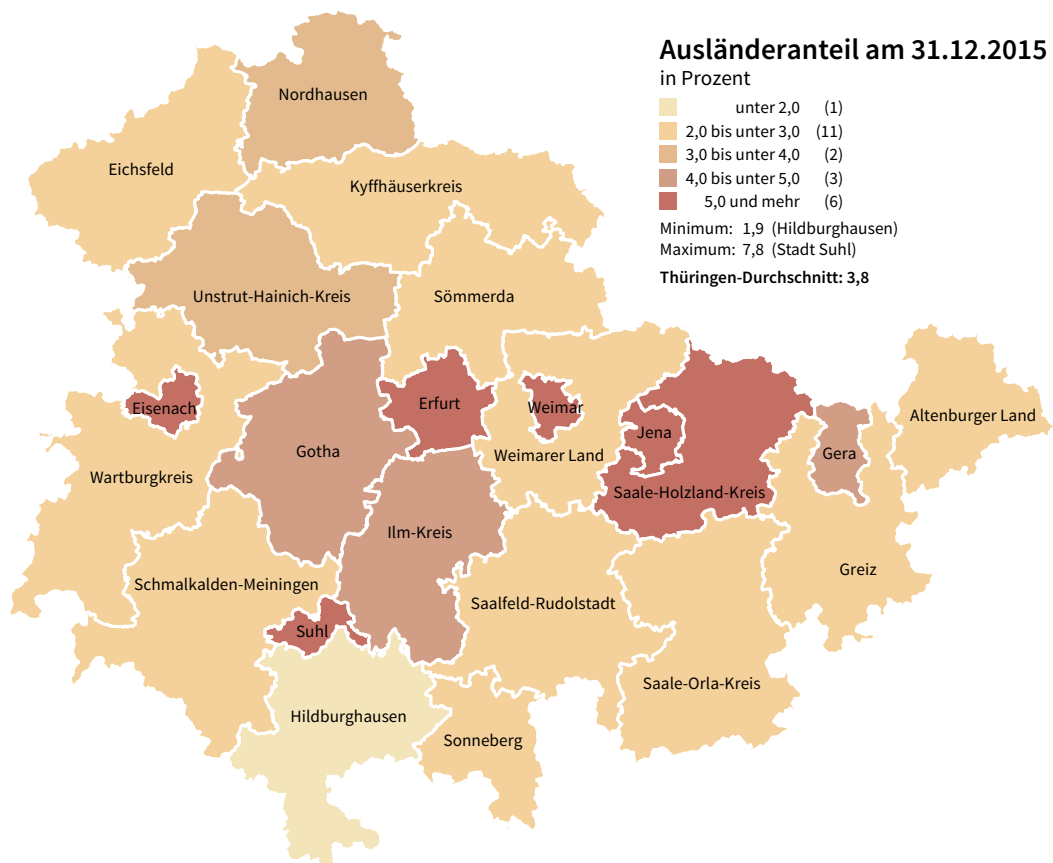 Ausländeranteil am 31.12.2015
in Prozent
unter 2,0 (1)
2,0 bis unter 3,0 (11)
3,0 bis unter 4,0 (2)
4,0 bis unter 5,0 (3)
5,0 und mehr (6)
Minimum: 1,9 (Hildburghausen)
Maximum: 7,8 (Stadt Suhl)
Thüringen-Durchschnitt: 3,8
Nordhausen
Eichsfeld
Kyffhäuserkreis
Unstrut-Hainich-Kreis
Sömmerda
Eisenach
Erfurt
Weimar
Altenburger Land
Jena
Gotha
Weimarer Land
Gera
Wartburgkreis
Saale-Holzland-Kreis
Ilm-Kreis
Greiz
Schmalkalden-Meiningen
Saalfeld-Rudolstadt
Suhl
Saale-Orla-Kreis
Hildburghausen
Sonneberg